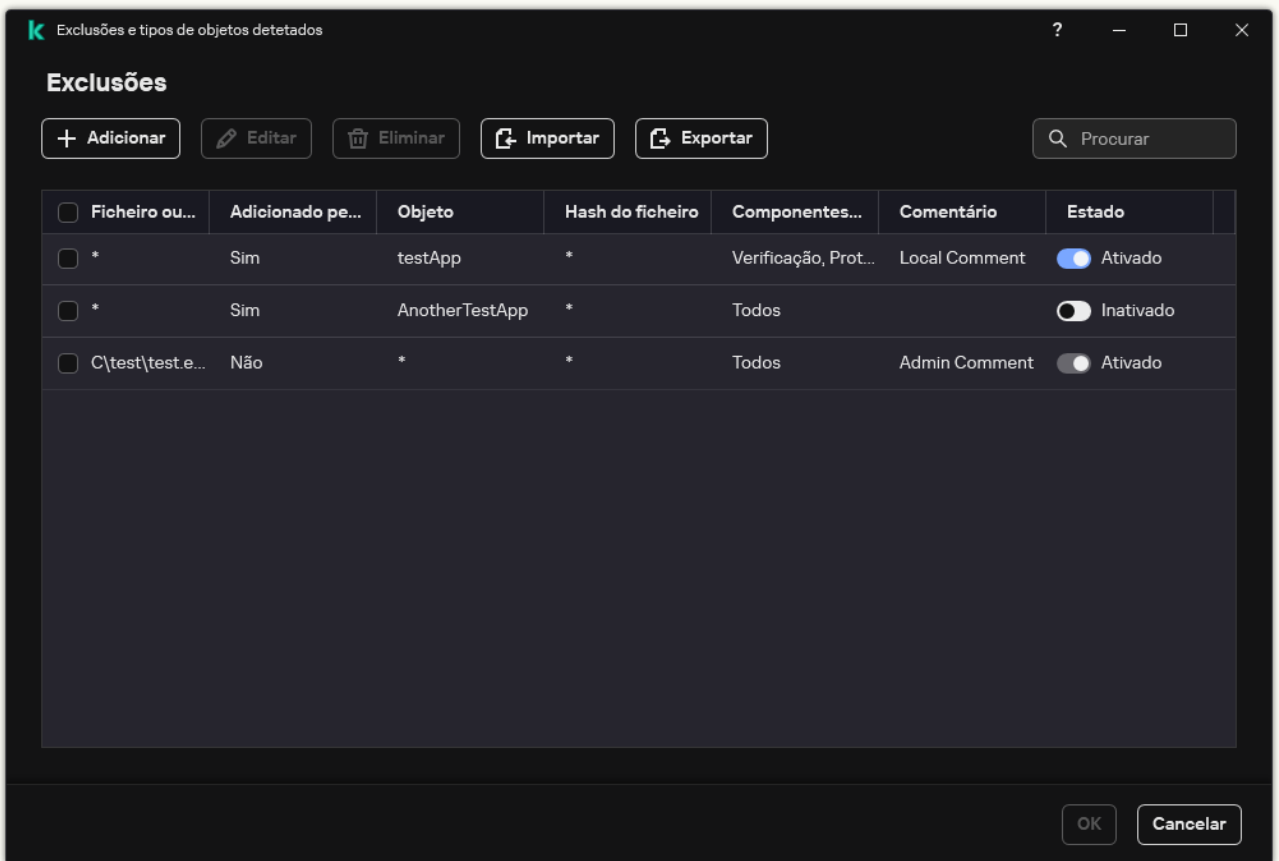 Exclusões e tipos de objetos detetados
?
Exclusões
Adicionar Editar Eliminar Importar Exportar Procurar
Ficheiro ou... Adicionado pe... Objeto Hash do ficheiro Componentes... Comentário Estado
* Sim testApp * Verificação, Prot... Local Comment Ativado
* Sim AnotherTestApp * Todos Inativado
C\test\test.e... Não * * Todos Admin Comment Ativado
OK Cancelar